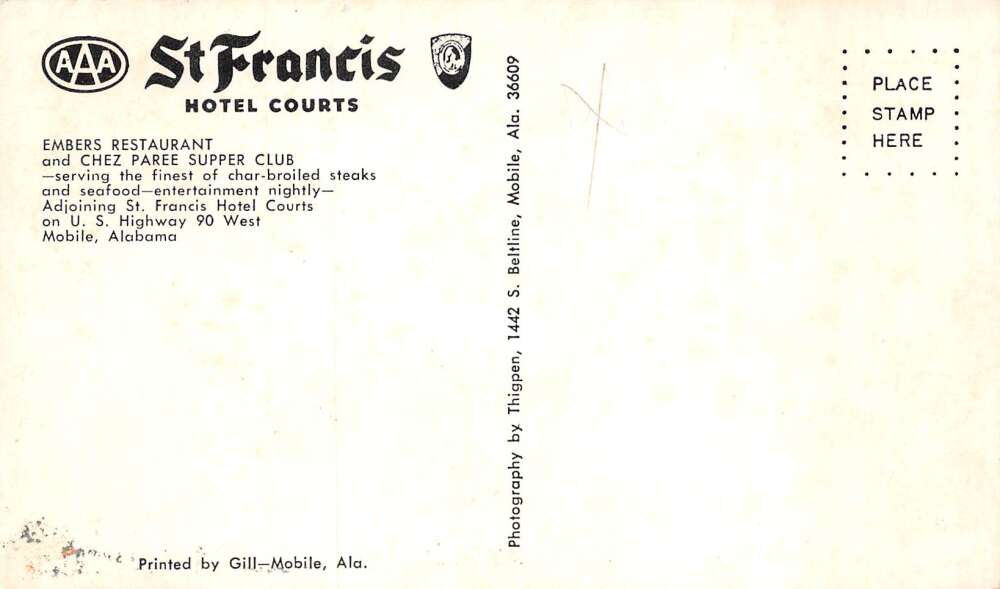 AAA
St Francis
HOTEL COURTS
EMBERS RESTAURANT
and CHEZ PAREE SUPPER CLUB
—serving the finest of char-broiled steaks
and seafood—entertainment nightly—
Adjoining St. Francis Hotel Courts
on U. S. Highway 90 West
Mobile, Alabama
Printed by Gill—Mobile, Ala.
Photography by Thigpen, 1442 S. Beltline, Mobile, Ala. 36609
PLACE
STAMP
HERE